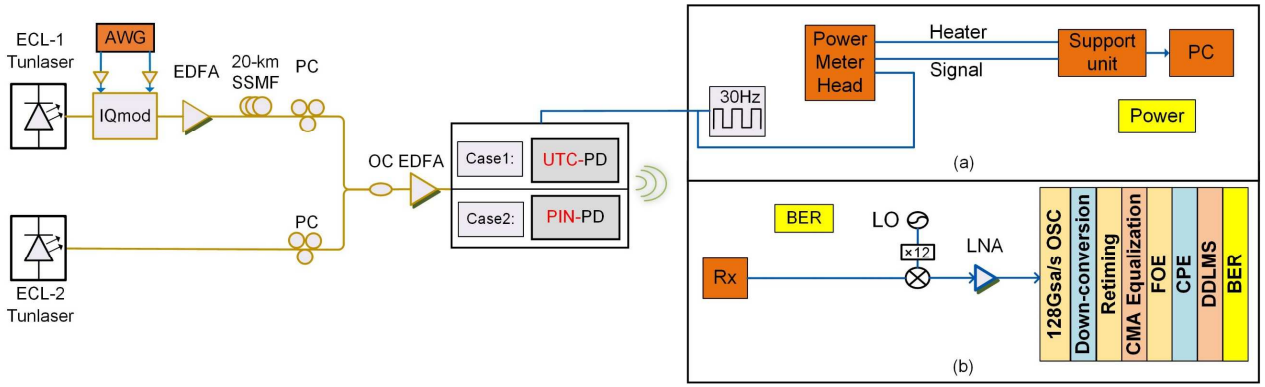 ECL-1
Tunlaser
AWG
IQmod
EDFA
20-km
SSMF
PC
ECL-2
Tunlaser
PC
OC EDFA
Case1:
UTC-PD
Case2:
PIN-PD
30Hz
Power
Meter
Head
Heater
Signal
Support
unit
PC
Power
(a)
BER
Rx
LO
×12
LNA
128Gsa/s OSC
Down-conversion
Retiming
CMA Equalization
FOE
CPE
DDLMS
BER
(b)